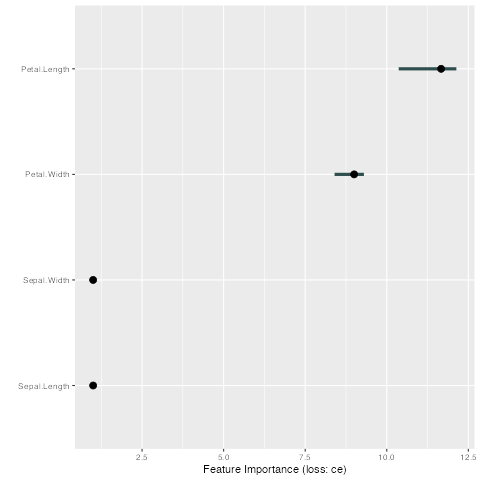 Petal.Length
Petal.Width
Sepal.Width
Sepal.Length
2.5 5.0 7.5 10.0 12.5
Feature Importance (loss: ce)